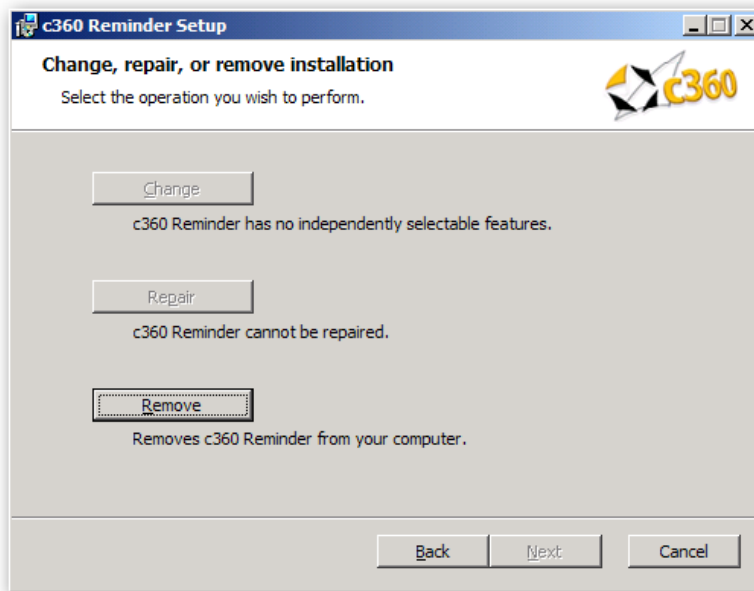 c360 Reminder Setup
Change, repair, or remove installation
Select the operation you wish to perform.
c360
Change
c360 Reminder has no independently selectable features.
Repair
c360 Reminder cannot be repaired.
Remove
Removes c360 Reminder from your computer.
Back
Next
Cancel